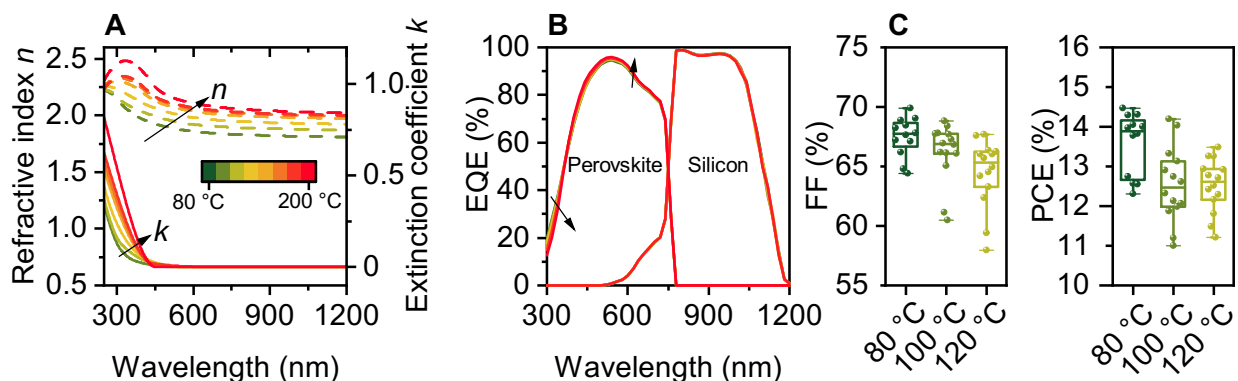 A
Refractive index n
2.5
2.0
1.5
1.0
0.5
n
80 °C 200 °C
k
1.0
0.5
0
Extinction coefficient k
300 600 900 1200
Wavelength (nm)
B
EQE (%)
100
80
60
40
20
0
Perovskite Silicon
300 600 900 1200
Wavelength (nm)
C
FF (%)
75
70
65
60
55
80 °C
100 °C
120 °C
PCE (%)
16
15
14
13
12
11
10
80 °C
100 °C
120 °C